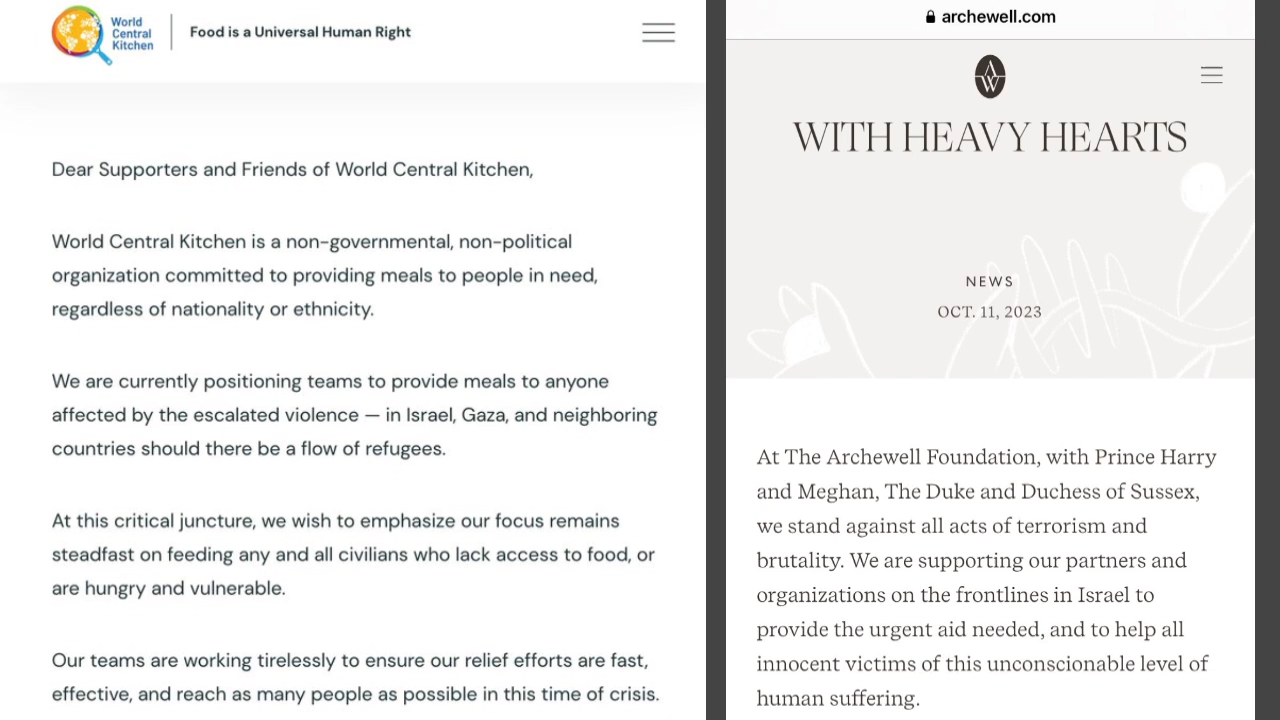 World
Central
Kitchen
Food is a Universal Human Right
Dear Supporters and Friends of World Central Kitchen,
World Central Kitchen is a non-governmental, non-political
organization committed to providing meals to people in need,
regardless of nationality or ethnicity.
We are currently positioning teams to provide meals to anyone
affected by the escalated violence — in Israel, Gaza, and neighboring
countries should there be a flow of refugees.
At this critical juncture, we wish to emphasize our focus remains
steadfast on feeding any and all civilians who lack access to food, or
are hungry and vulnerable.
Our teams are working tirelessly to ensure our relief efforts are fast,
effective, and reach as many people as possible in this time of crisis.
archewell.com
WITH HEAVY HEARTS
NEWS
OCT. 11, 2023
At The Archewell Foundation, with Prince Harry
and Meghan, The Duke and Duchess of Sussex,
we stand against all acts of terrorism and
brutality. We are supporting our partners and
organizations on the frontlines in Israel to
provide the urgent aid needed, and to help all
innocent victims of this unconscionable level of
human suffering.